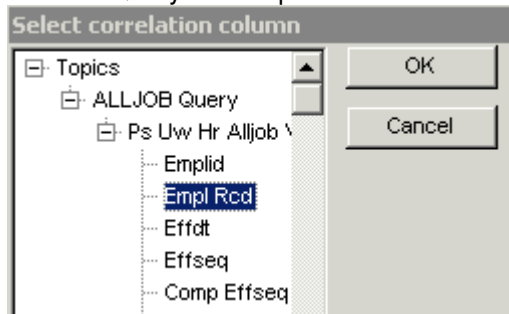 Select correlation column
Topics
OK
ALLJOB Query
Cancel
Ps Uw Hr Alljob
Emplid
Empl Rcd
Effdt
Effseq
Comp Effseq